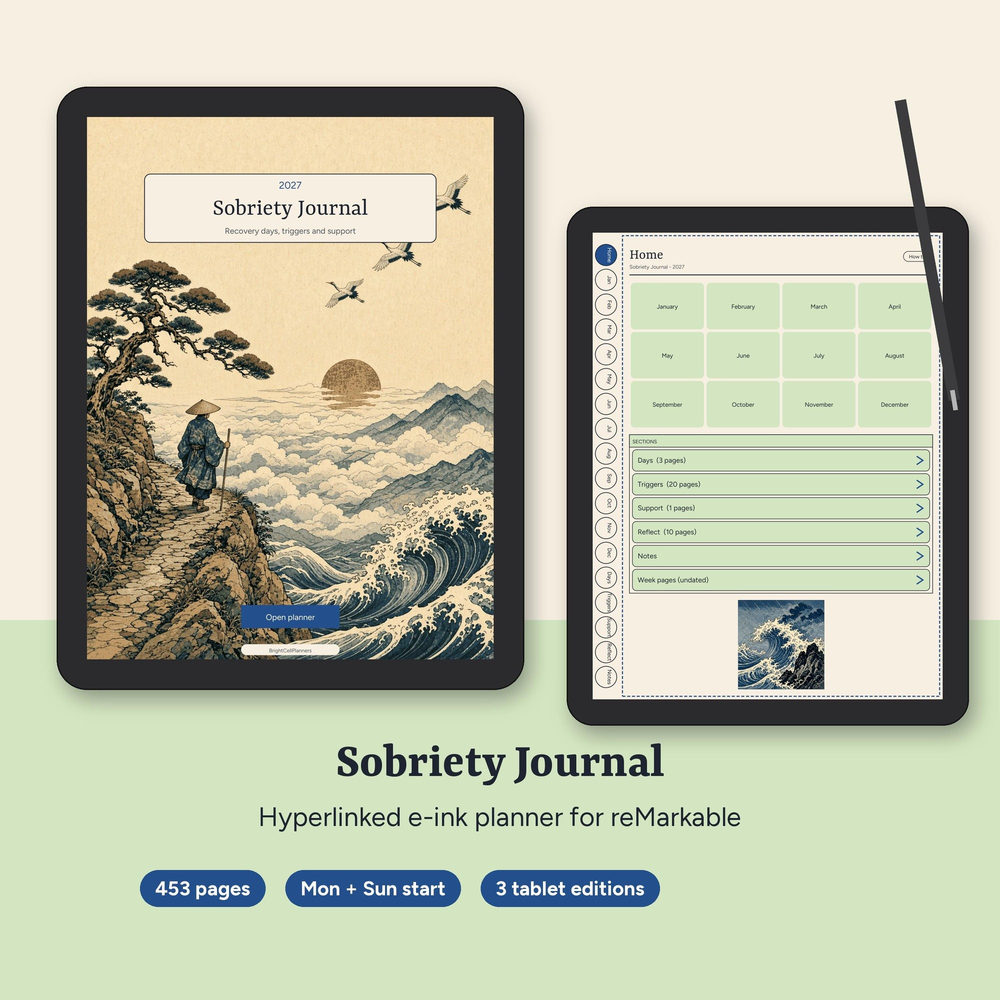 2027
Sobriety Journal
Recovery days, triggers and support
Open planner
BrightCellPlanners
Home
Sobriety Journal - 2027
How
Home
Jan
Feb
Mar
Apr
May
Jun
Jul
Aug
Sep
Oct
Nov
Dec
Days
Support
Reflect
Notes
January
February
March
April
May
June
July
August
September
October
November
December
SECTIONS
Days (3 pages)
Triggers (20 pages)
Support (1 pages)
Reflect (10 pages)
Notes
Week pages (undated)
Sobriety Journal
Hyperlinked e-ink planner for reMarkable
453 pages
Mon + Sun start
3 tablet editions